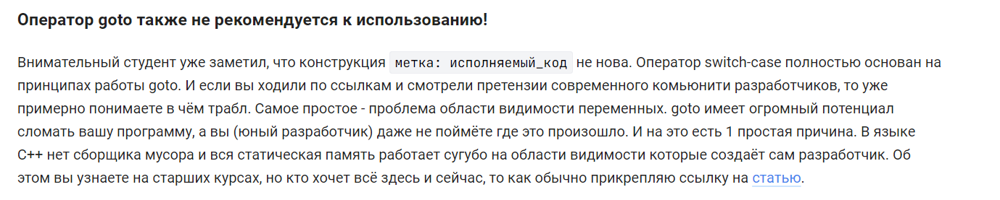 Оператор goto также не рекомендуется к использованию!
Внимательный студент уже заметил, что конструкция метка: исполняемый_код не нова. Оператор switch-case полностью основан на
принципах работы goto. И если вы ходили по ссылкам и смотрели претензии современного комьюнити разработчиков, то уже
примерно понимаете в чём трабл. Самое простое - проблема области видимости переменных. goto имеет огромный потенциал
сломать вашу программу, а вы (юный разработчик) даже не поймёте где это произошло. И на это есть 1 простая причина. В языке
C++ нет сборщика мусора и вся статическая память работает сугубо на области видимости которые создаёт сам разработчик. Об
этом вы узнаете на старших курсах, но кто хочет всё здесь и сейчас, то как обычно прикрепляю ссылку на статью.